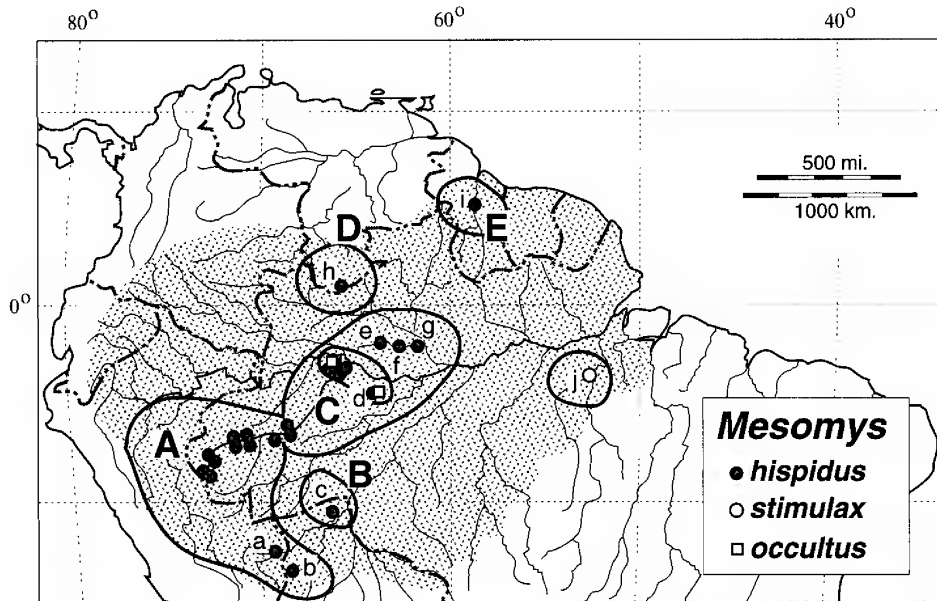 80° 60° 40°
500 mi.
1000 km.
D
i
E
h
0°
e g
f
j
d
C
A
B
c
a
b
Mesomys
hispidus
stimulax
occultus